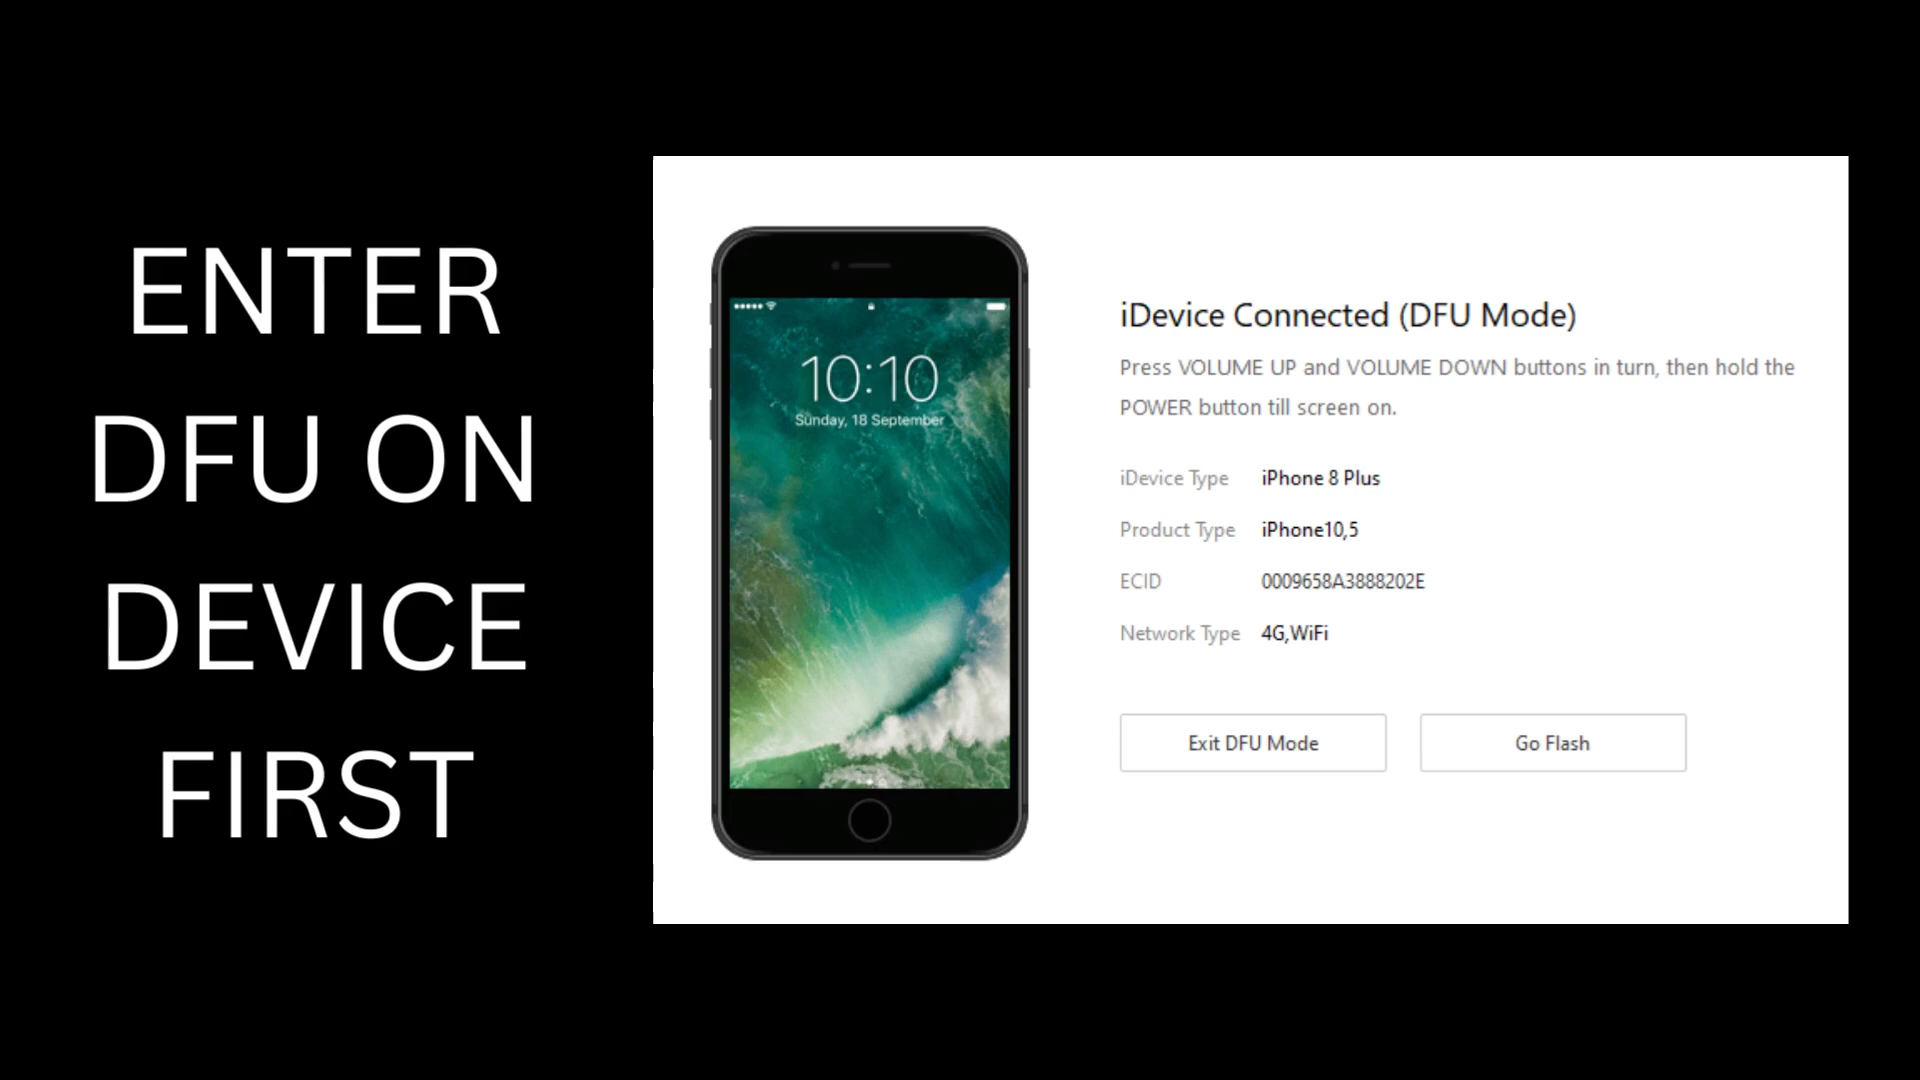 ENTER
DFU ON
DEVICE
FIRST
10:10
Sunday, 18 September
iDevice Connected (DFU Mode)
Press VOLUME UP and VOLUME DOWN buttons in turn, then hold the
POWER button till screen on.
iDevice Type iPhone 8 Plus
Product Type iPhone10,5
ECID 0009658A3888202E
Network Type 4G,WiFi
Exit DFU Mode Go Flash